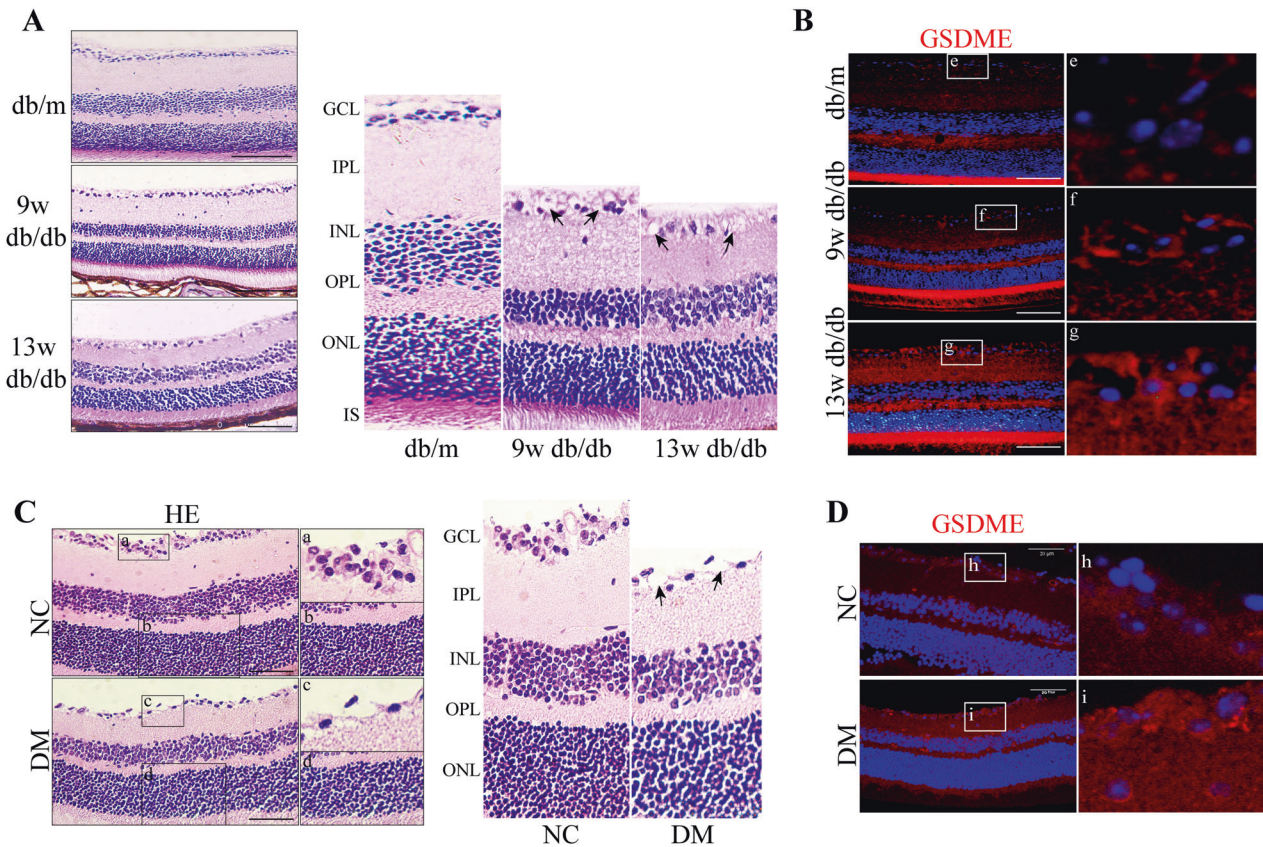 A
db/m
9w
db/db
13w
db/db
GCL
IPL
INL
OPL
ONL
IS
db/m
9w db/db
13w db/db
B
GSDME
db/m
9w db/db
13w db/db
e
f
g
e
f
g
C
HE
NC
DM
a
b
c
d
a
b
c
d
GCL
IPL
INL
OPL
ONL
NC
DM
D
GSDME
NC
DM
20 μm
h
i
h
i